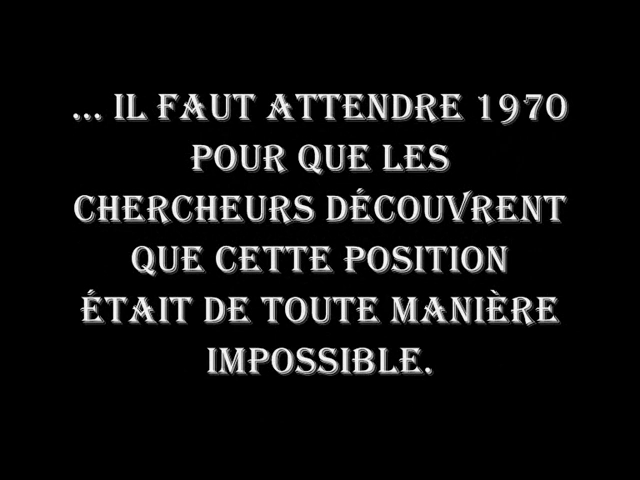 ... IL FAUT ATTENDRE 1970
POUR QUE LES
CHERCHEURS DÉCOUVRENT
QUE CETTE POSITION
ÉTAIT DE TOUTE MANIÈRE
IMPOSSIBLE.